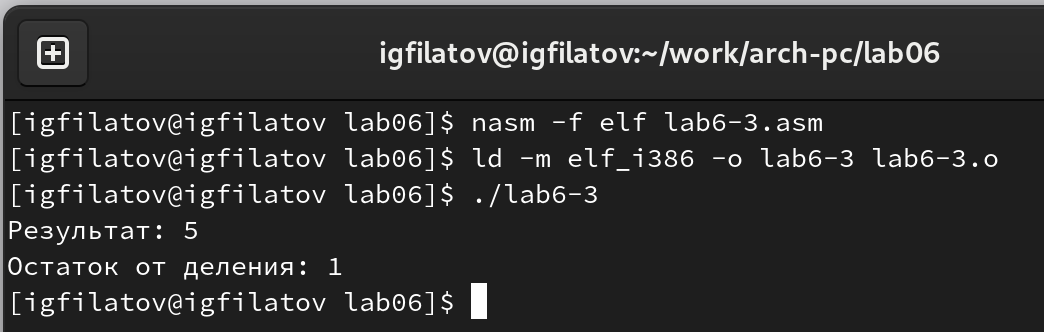 igfilatov@igfilatov:~/work/arch-pc/lab06
[igfilatov@igfilatov lab06]$ nasm -f elf lab6-3.asm
[igfilatov@igfilatov lab06]$ ld -m elf_i386 -o lab6-3 lab6-3.o
[igfilatov@igfilatov lab06]$ ./lab6-3
Результат: 5
Остаток от деления: 1
[igfilatov@igfilatov lab06]$